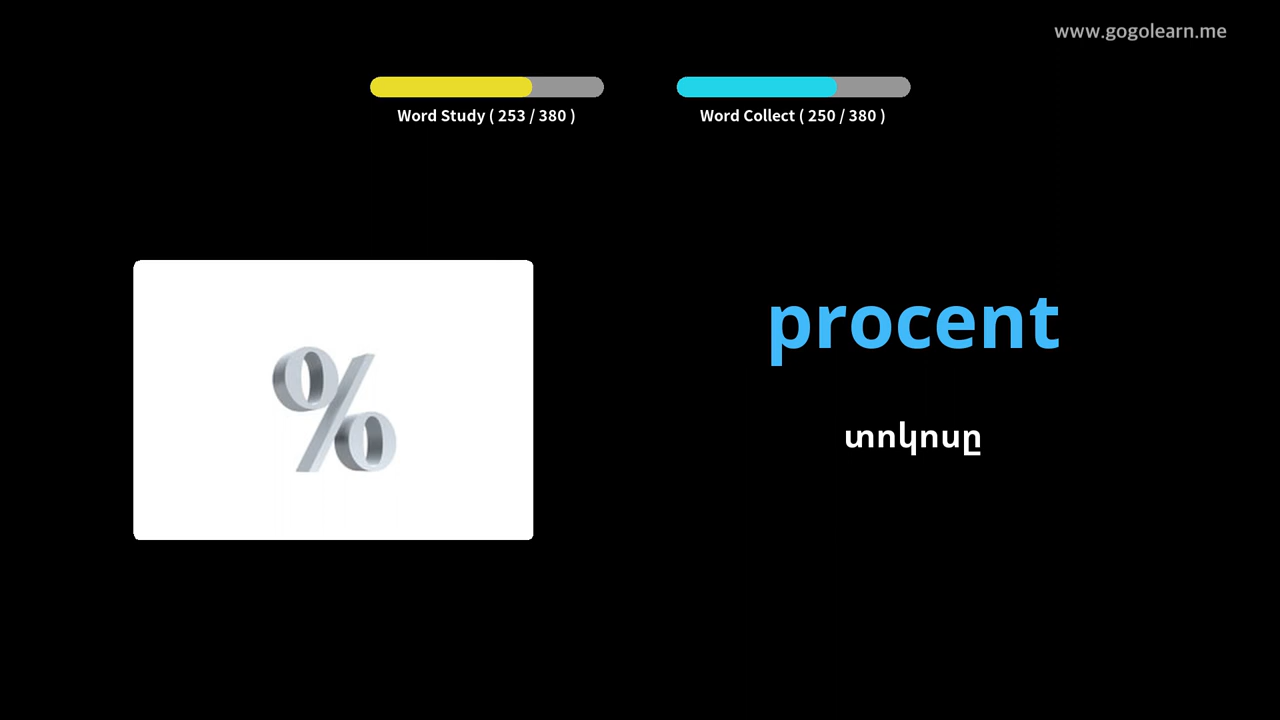 www.gogolearn.me
Word Study ( 253 / 380 )
Word Collect ( 250 / 380 )
%
procent
տոկոսը